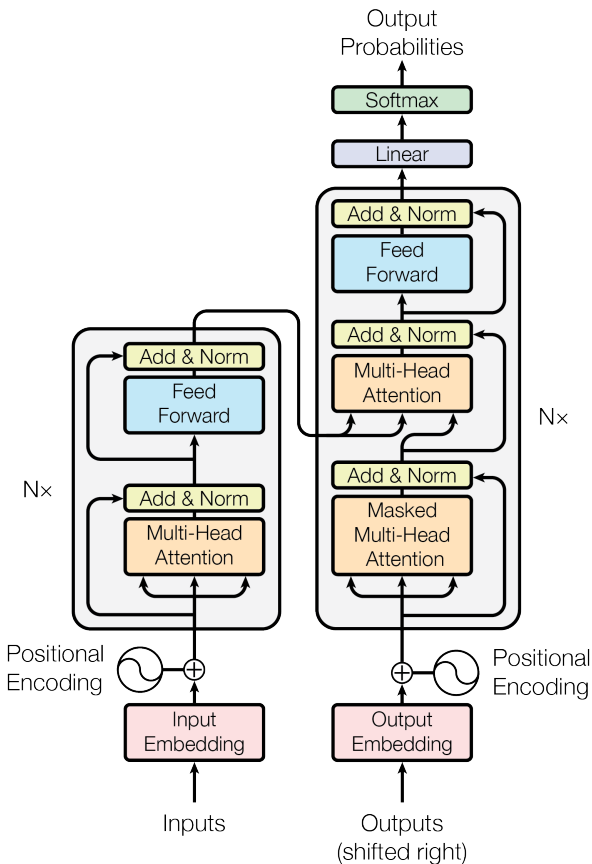 Output
Probabilities
Softmax
Linear
Add & Norm
Feed
Forward
Add & Norm
Multi-Head
Attention
Add & Norm
Masked
Multi-Head
Attention
N×
Add & Norm
Feed
Forward
Add & Norm
Multi-Head
Attention
N×
Positional
Encoding
Positional
Encoding
Input
Embedding
Output
Embedding
Inputs
Outputs
(shifted right)